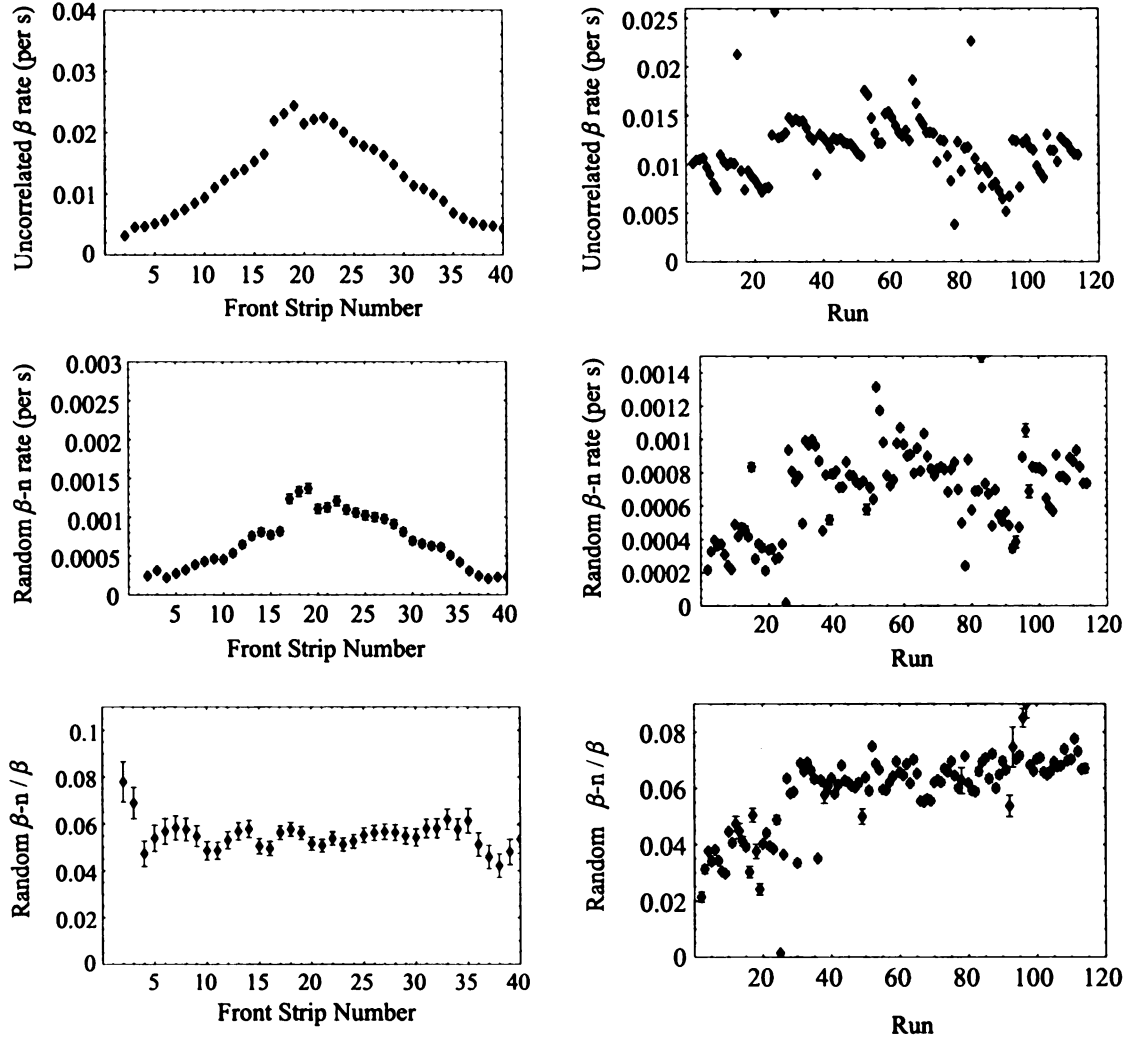 Uncorrelated β rate (per s)
0.04
0.03
0.02
0.01
0
5 10 15 20 25 30 35 40
Front Strip Number
Uncorrelated β rate (per s)
0.025
0.02
0.015
0.01
0.005
0
0 20 40 60 80 100 120
Run
Random β-n rate (per s)
0.003
0.0025
0.002
0.0015
0.001
0.0005
0
5 10 15 20 25 30 35 40
Front Strip Number
Random β-n rate (per s)
0.0014
0.0012
0.001
0.0008
0.0006
0.0004
0.0002
0
20 40 60 80 100 120
Run
Random β-n / β
0.1
0.08
0.06
0.04
0.02
0
5 10 15 20 25 30 35 40
Front Strip Number
Random β-n / β
0.08
0.06
0.04
0.02
0
20 40 60 80 100 120
Run